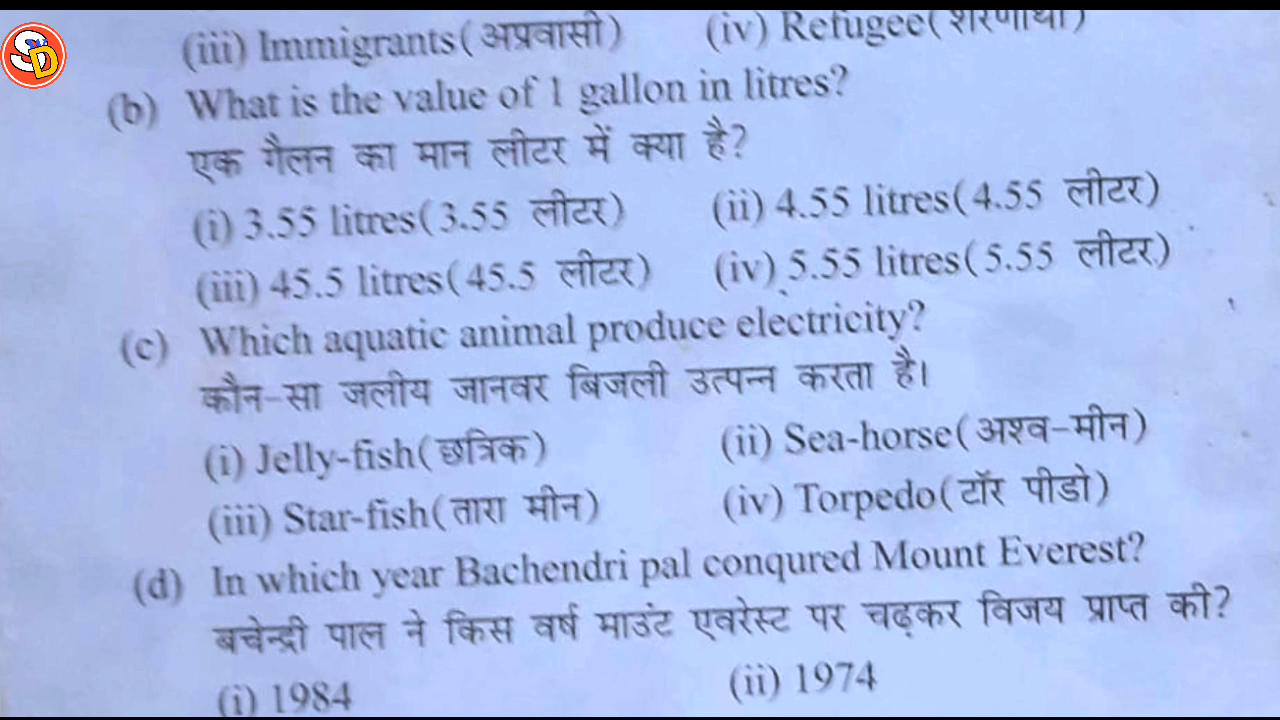 SD
(iii) Immigrants(अप्रवासी) (iv) Refugee(शरणार्थी)
(b) What is the value of 1 gallon in litres?
एक गैलन का मान लीटर में क्या है?
(i) 3.55 litres(3.55 लीटर) (ii) 4.55 litres(4.55 लीटर)
(iii) 45.5 litres(45.5 लीटर) (iv) 5.55 litres(5.55 लीटर)
(c) Which aquatic animal produce electricity?
कौन-सा जलीय जानवर बिजली उत्पन्न करता है।
(i) Jelly-fish(छत्रिक) (ii) Sea-horse(अश्व-मीन)
(iii) Star-fish(तारा मीन) (iv) Torpedo(टॉर पीडो)
(d) In which year Bachendri pal conqured Mount Everest?
बचेन्द्री पाल ने किस वर्ष माउंट एवरेस्ट पर चढ़कर विजय प्राप्त की?
(i) 1984 (ii) 1974